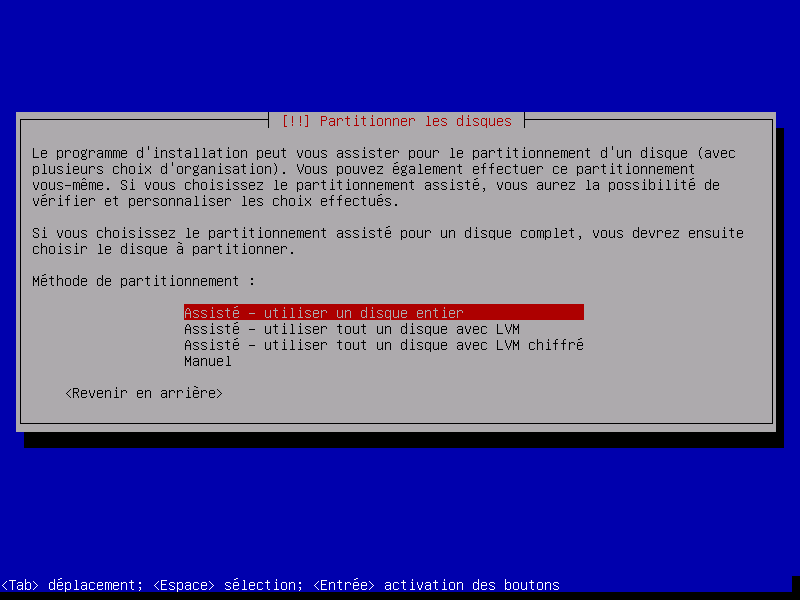 [!!] Partitionner les disques
Le programme d'installation peut vous assister pour le partitionnement d'un disque (avec
plusieurs choix d'organisation). Vous pouvez également effectuer ce partitionnement
vous-même. Si vous choisissez le partitionnement assisté, vous aurez la possibilité de
vérifier et personnaliser les choix effectués.
Si vous choisissez le partitionnement assisté pour un disque complet, vous devrez ensuite
choisir le disque à partitionner.
Méthode de partitionnement :
Assisté - utiliser un disque entier
Assisté - utiliser tout un disque avec LVM
Assisté - utiliser tout un disque avec LVM chiffré
Manuel
<Revenir en arrière>
<Tab> déplacement; <Espace> sélection; <Entrée> activation des boutons